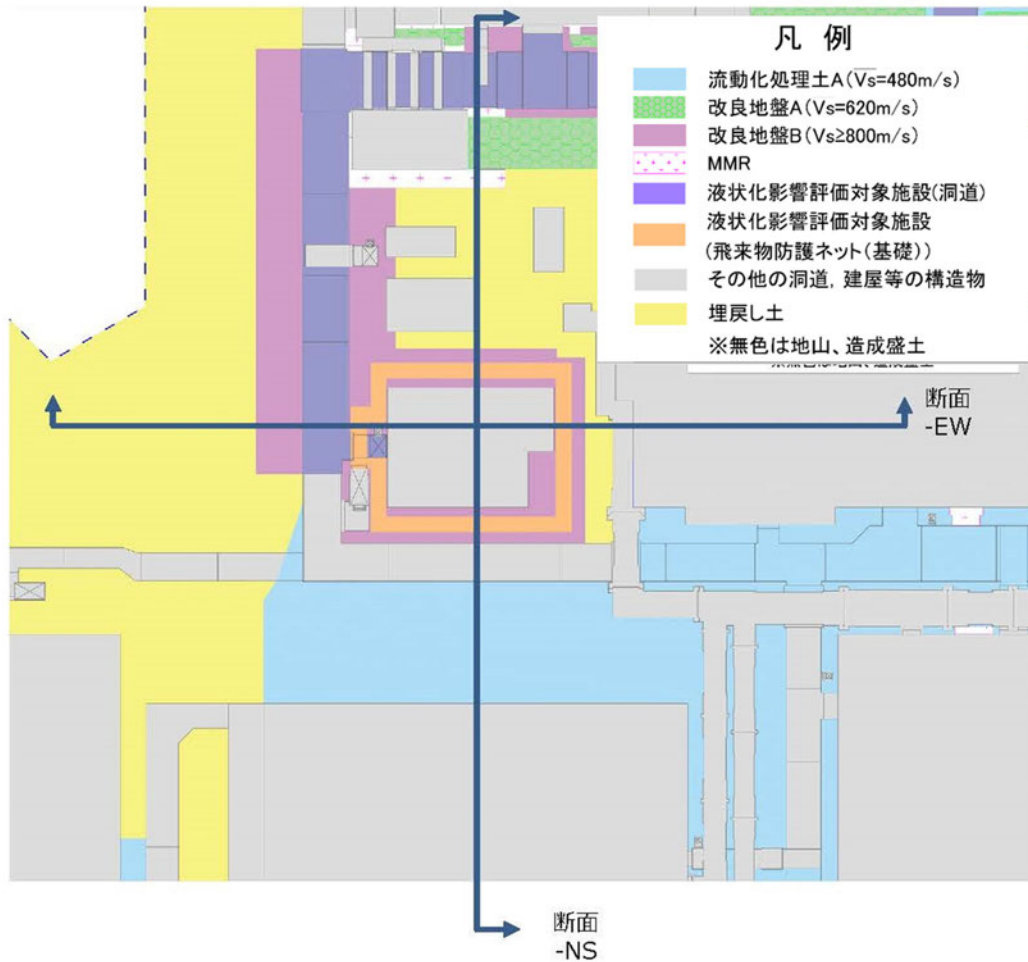 凡 例
流動化処理土A(Vs=480m/s)
改良地盤A(Vs=620m/s)
改良地盤B(Vs≥800m/s)
MMR
液状化影響評価対象施設(洞道)
液状化影響評価対象施設
(飛来物防護ネット(基礎))
その他の洞道, 建屋等の構造物
埋戻し土
※無色は地山、造成盛土
断面
-EW
断面
-NS